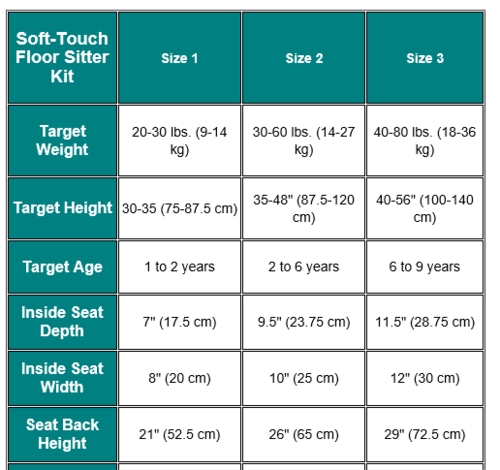 Soft-Touch
Floor Sitter
Kit
Size 1
Size 2
Size 3
Target
Weight
20-30 lbs. (9-14
kg)
30-60 lbs. (14-27
kg)
40-80 lbs. (18-36
kg)
Target Height
30-35 (75-87.5 cm)
35-48" (87.5-120
cm)
40-56" (100-140
cm)
Target Age
1 to 2 years
2 to 6 years
6 to 9 years
Inside Seat
Depth
7" (17.5 cm)
9.5" (23.75 cm)
11.5" (28.75 cm)
Inside Seat
Width
8" (20 cm)
10" (25 cm)
12" (30 cm)
Seat Back
Height
21" (52.5 cm)
26" (65 cm)
29" (72.5 cm)